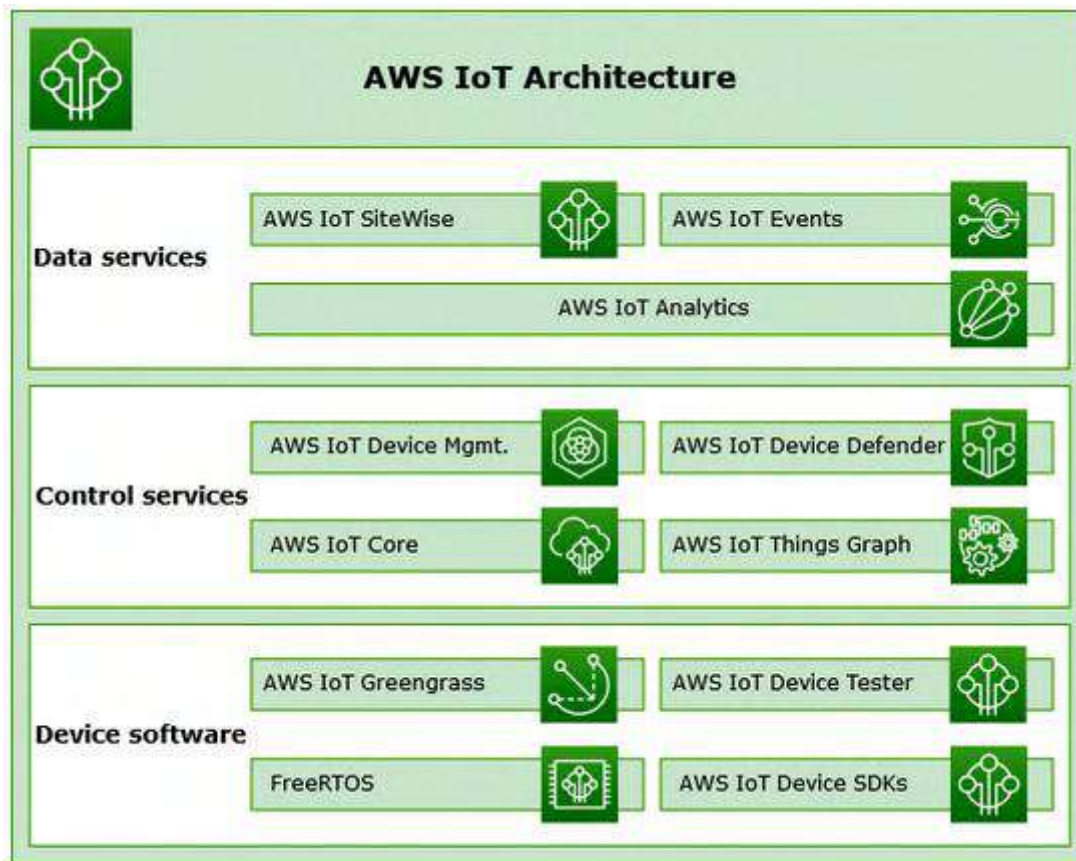 AWS IoT Architecture
Data services
AWS IoT SiteWise
AWS IoT Events
AWS IoT Analytics
Control services
AWS IoT Device Mgmt.
AWS IoT Device Defender
AWS IoT Core
AWS IoT Things Graph
Device software
AWS IoT Greengrass
AWS IoT Device Tester
FreeRTOS
AWS IoT Device SDKs